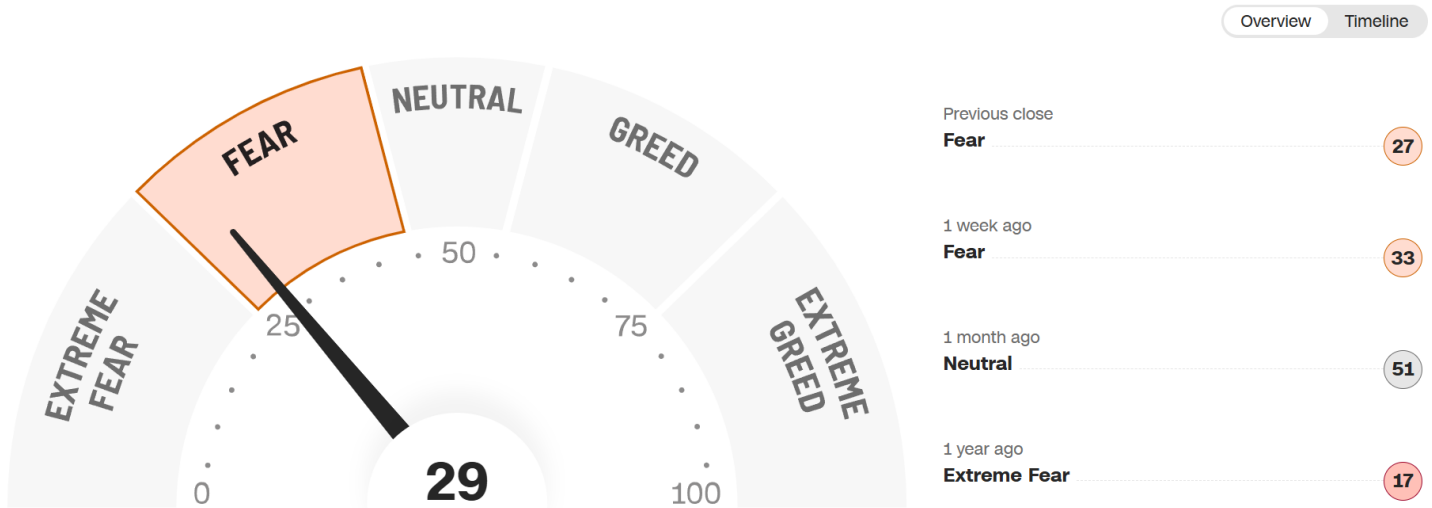 Overview
Timeline
EXTREME
FEAR
FEAR
NEUTRAL
GREED
EXTREME
GREED
0
25
50
75
100
29
Previous close
Fear
27
1 week ago
Fear
33
1 month ago
Neutral
51
1 year ago
Extreme Fear
17